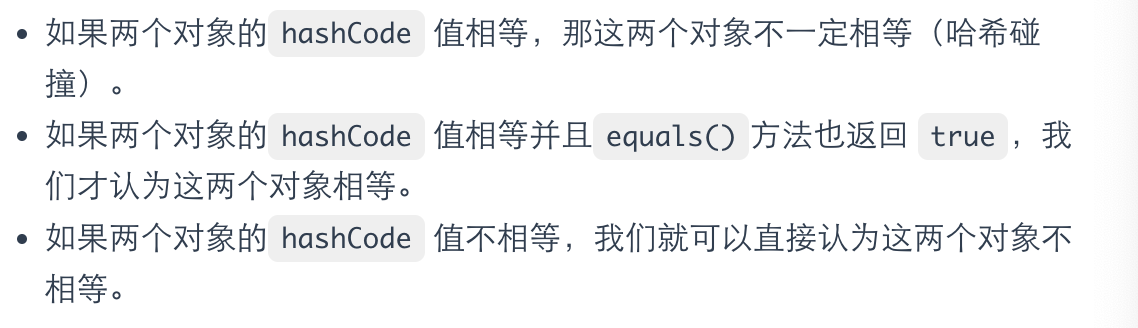 • 如果两个对象的 hashCode 值相等，那这两个对象不一定相等（哈希碰
撞）。
• 如果两个对象的 hashCode 值相等并且 equals() 方法也返回 true，我
们才认为这两个对象相等。
• 如果两个对象的 hashCode 值不相等，我们就可以直接认为这两个对象不
相等。